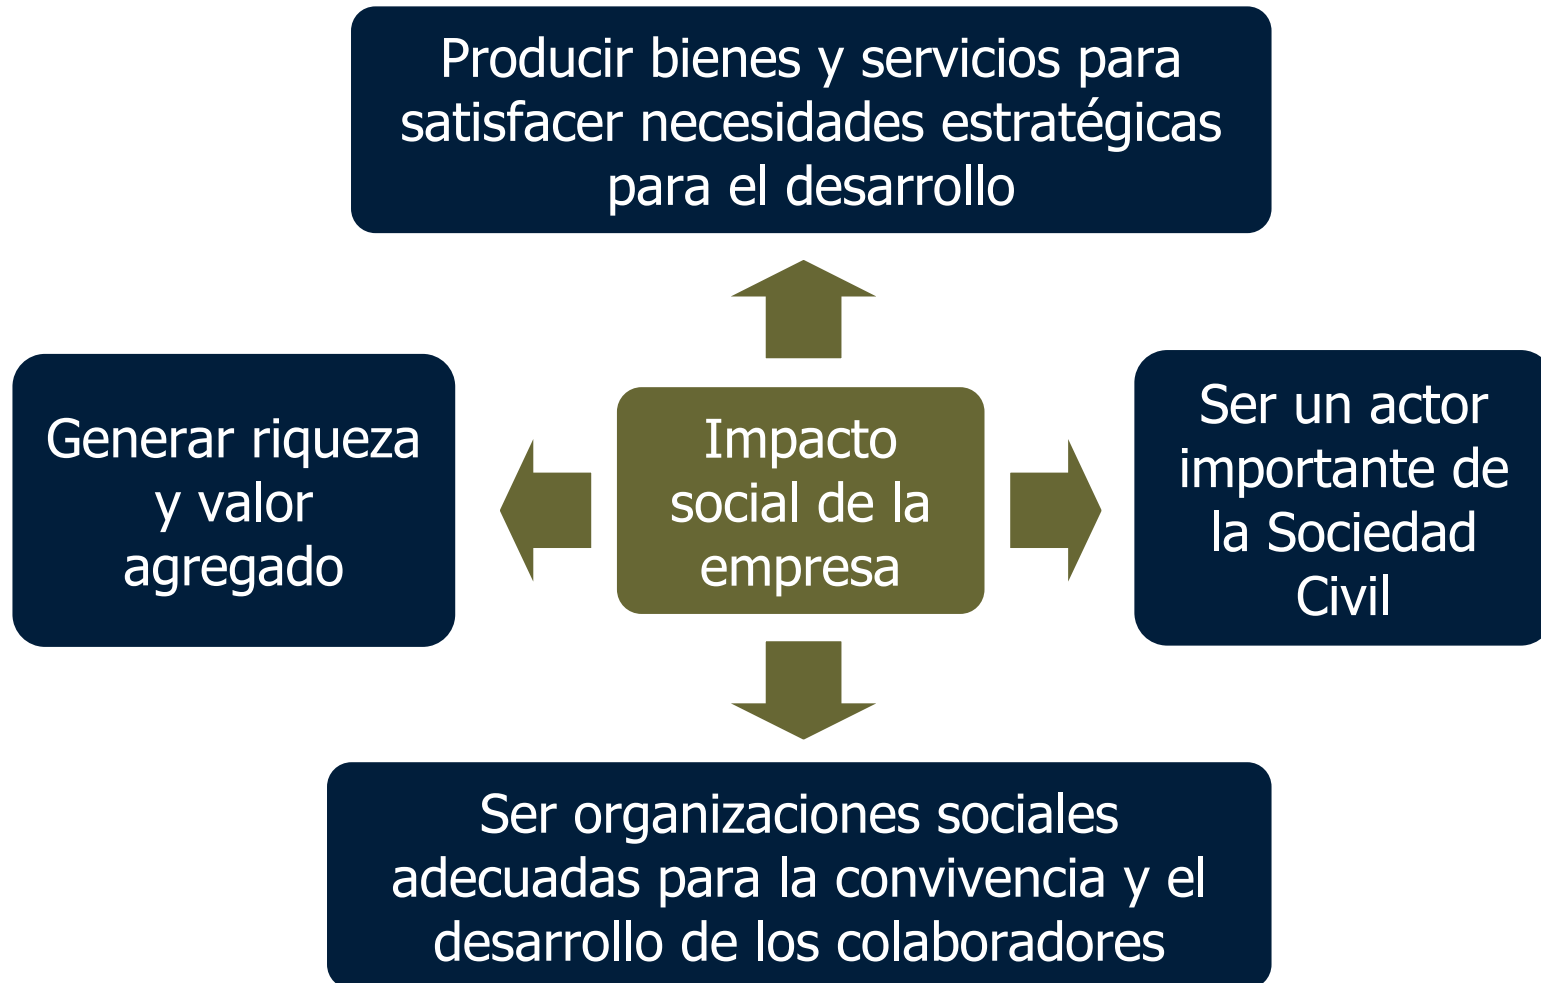 Producir bienes y servicios para
satisfacer necesidades estratégicas
para el desarrollo
Generar riqueza
y valor
agregado
Impacto
social de la
empresa
Ser un actor
importante de
la Sociedad
Civil
Ser organizaciones sociales
adecuadas para la convivencia y el
desarrollo de los colaboradores